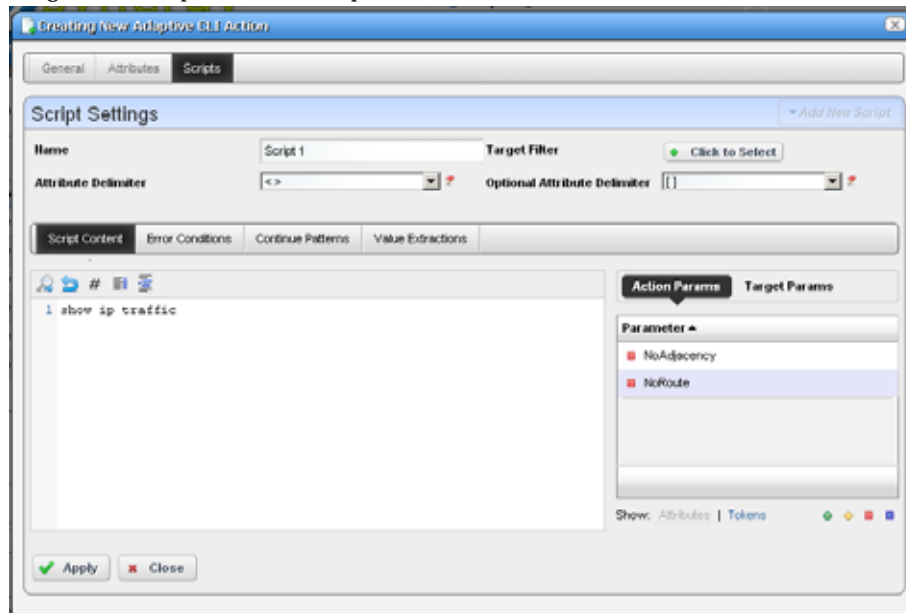 Creating New Adaptive CLI Action
General Attributes Scripts
Script Settings
Add New Script
Name Script 1 Target Filter Click to Select
Attribute Delimiter <> ? Optional Attribute Delimiter [] ?
Script Content Error Conditions Continue Patterns Value Extractions
#
Action Params Target Params
1 show ip traffic
Parameter
NoAdjacency
NoRoute
Show: Attributes | Tokens
Apply Close